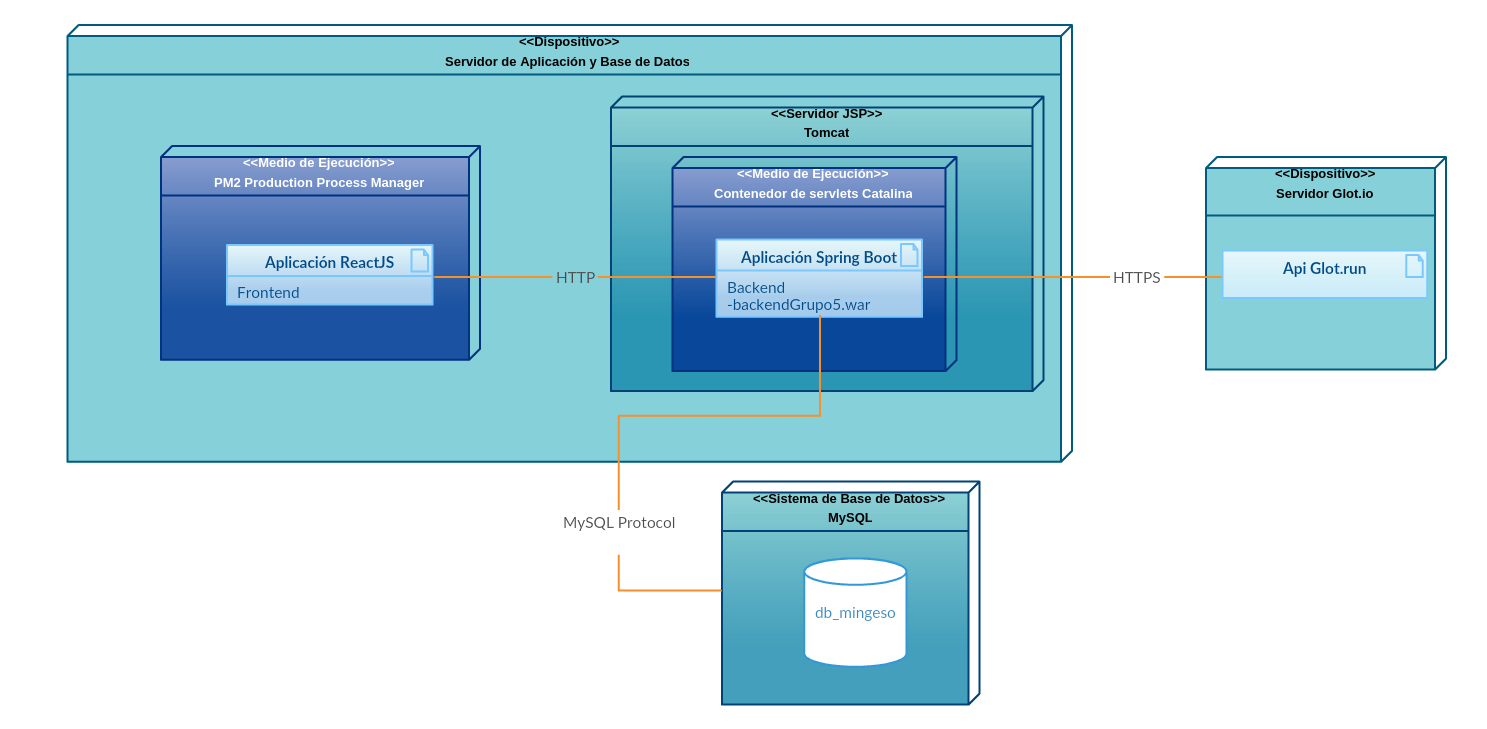 <<Dispositivo>>
Servidor de Aplicación y Base de Datos
<<Servidor JSP>>
Tomcat
<<Medio de Ejecución>>
PM2 Production Process Manager
<<Medio de Ejecución>>
Contenedor de servlets Catalina
<<Dispositivo>>
Servidor Glot.io
Aplicación ReactJS
Frontend
HTTP
Aplicación Spring Boot
Backend
-backendGrupo5.war
HTTPS
Api Glot.run
MySQL Protocol
<<Sistema de Base de Datos>>
MySQL
db_mingeso